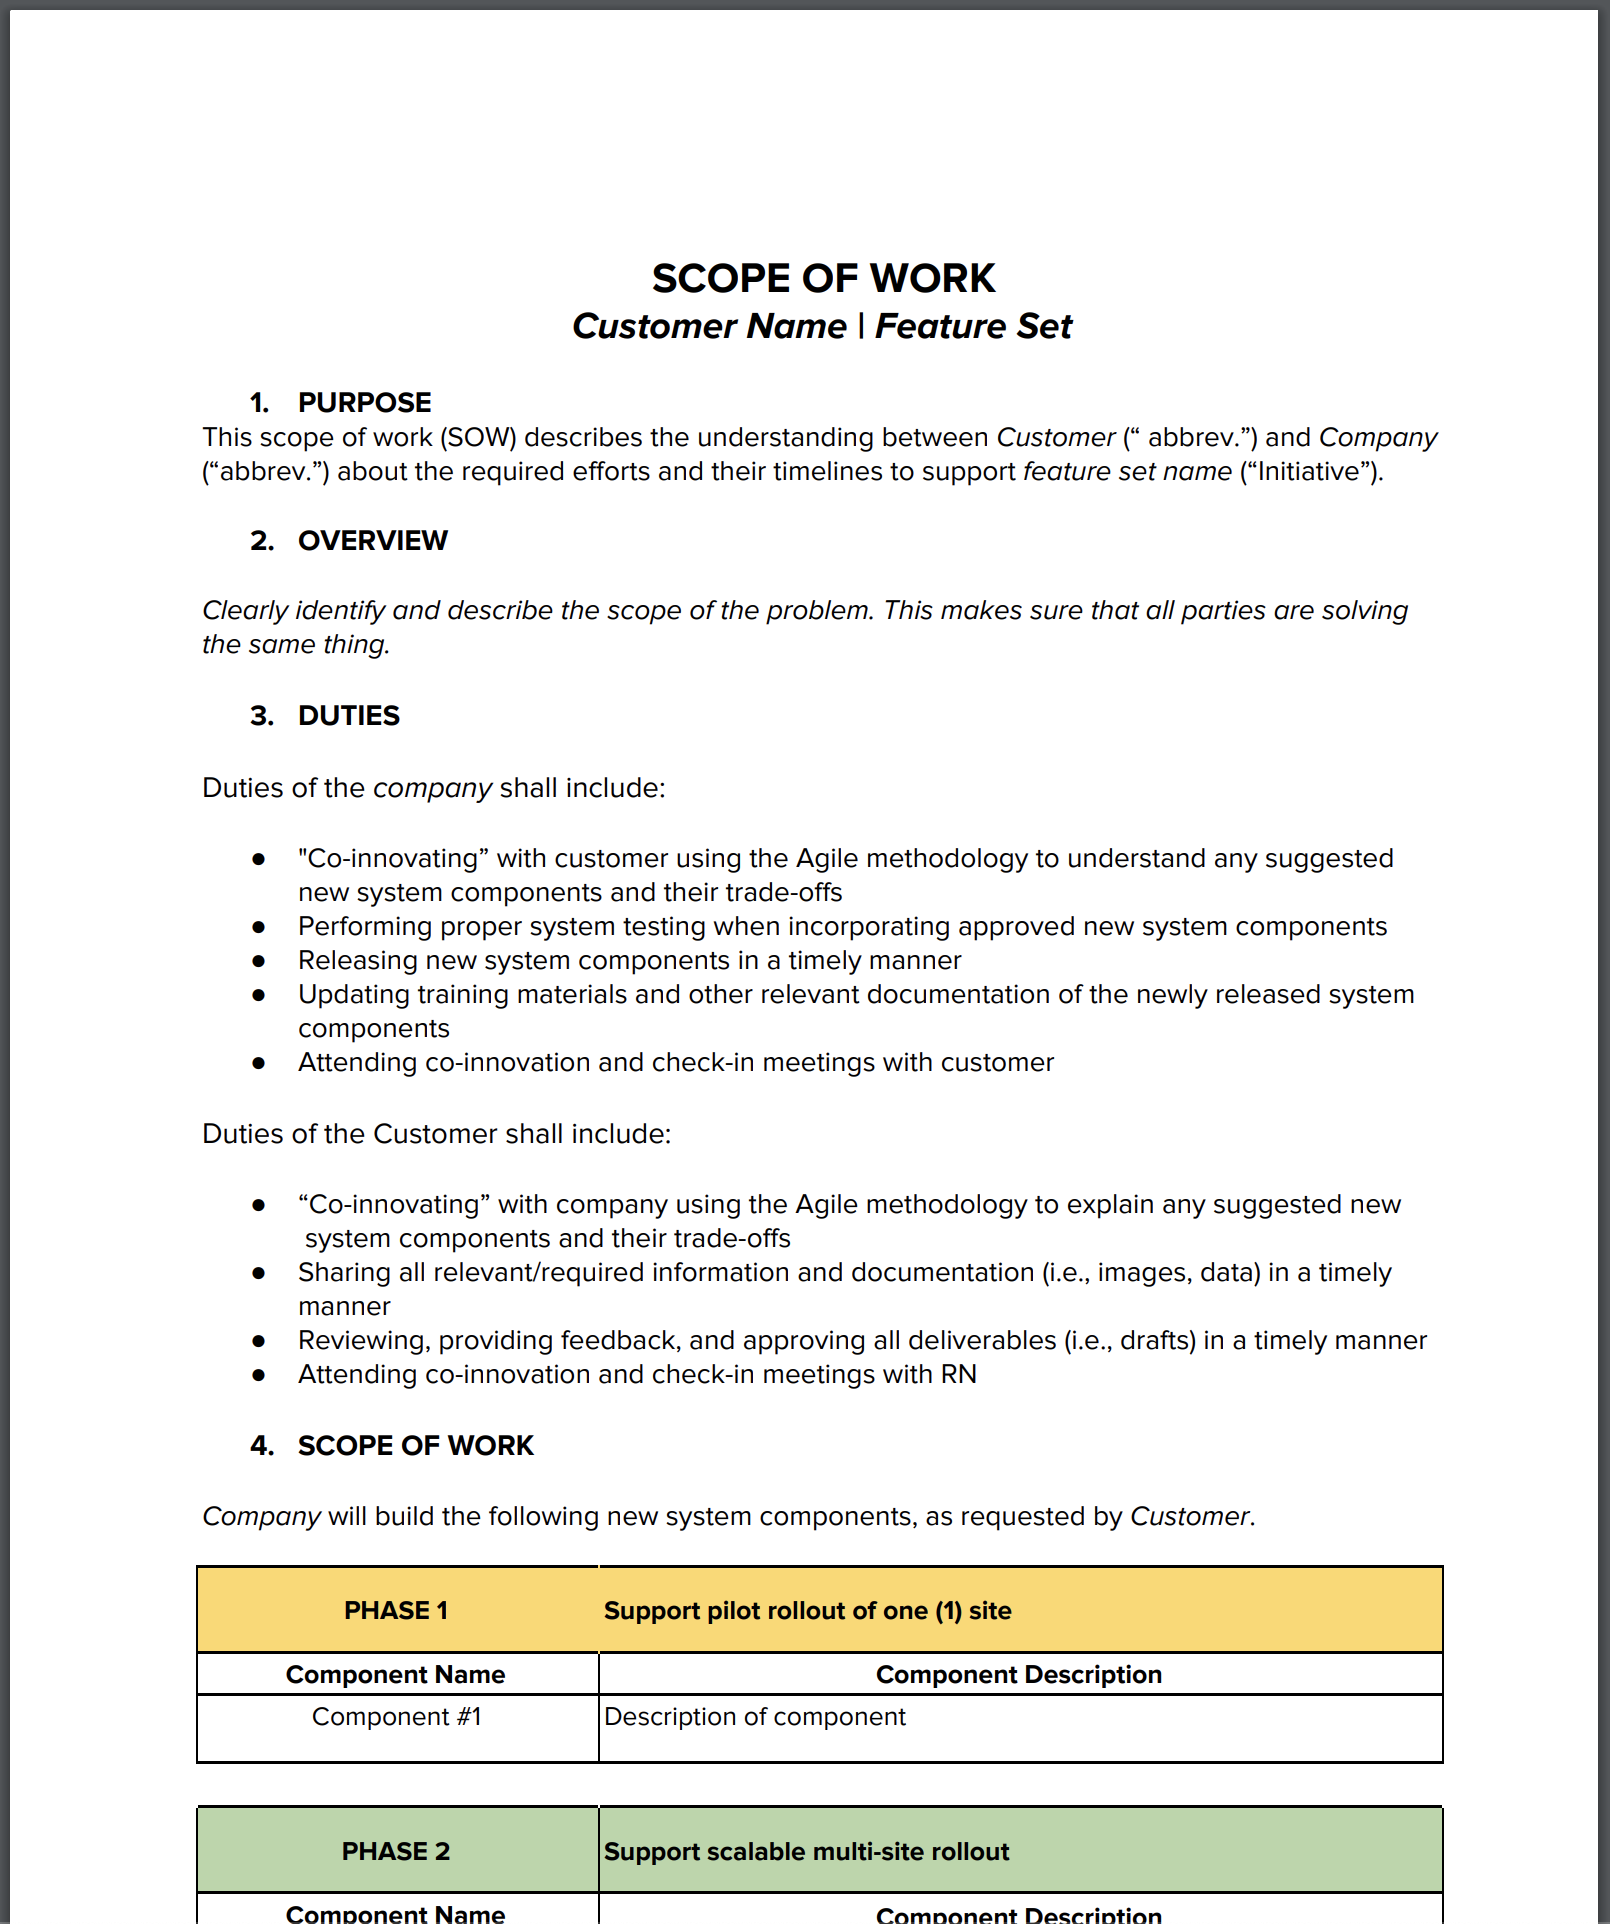 SCOPE OF WORK
Customer Name | Feature Set
1. PURPOSE
This scope of work (SOW) describes the understanding between Customer (“ abbrev.”) and Company
(“abbrev.”) about the required efforts and their timelines to support feature set name (“Initiative”).
2. OVERVIEW
Clearly identify and describe the scope of the problem. This makes sure that all parties are solving
the same thing.
3. DUTIES
Duties of the company shall include:
● "Co-innovating” with customer using the Agile methodology to understand any suggested
new system components and their trade-offs
● Performing proper system testing when incorporating approved new system components
● Releasing new system components in a timely manner
● Updating training materials and other relevant documentation of the newly released system
components
● Attending co-innovation and check-in meetings with customer
Duties of the Customer shall include:
● “Co-innovating” with company using the Agile methodology to explain any suggested new
system components and their trade-offs
● Sharing all relevant/required information and documentation (i.e., images, data) in a timely
manner
● Reviewing, providing feedback, and approving all deliverables (i.e., drafts) in a timely manner
● Attending co-innovation and check-in meetings with RN
4. SCOPE OF WORK
Company will build the following new system components, as requested by Customer.
PHASE 1 Support pilot rollout of one (1) site
Component Name Component Description
Component #1 Description of component
PHASE 2 Support scalable multi-site rollout
Component Name Component Description